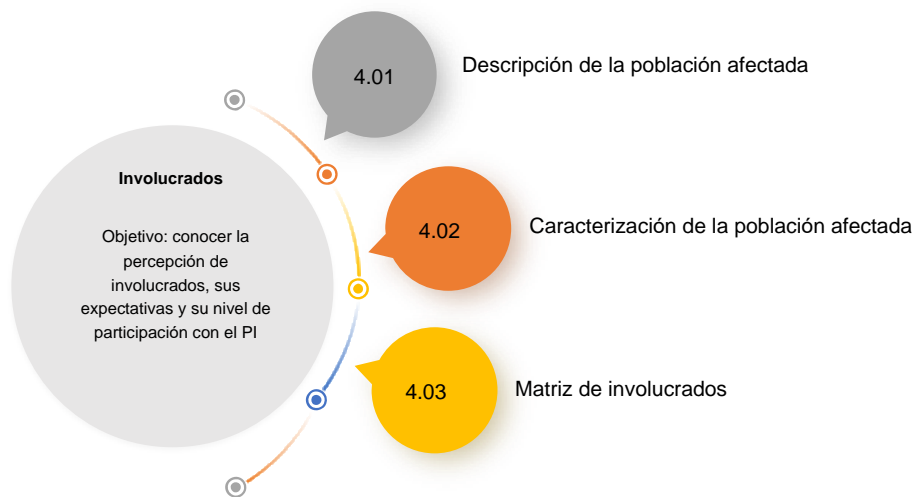 Involucrados
Objetivo: conocer la
percepción de
involucrados, sus
expectativas y su nivel de
participación con el PI
4.01
Descripción de la población afectada
4.02
Caracterización de la población afectada
4.03
Matriz de involucrados